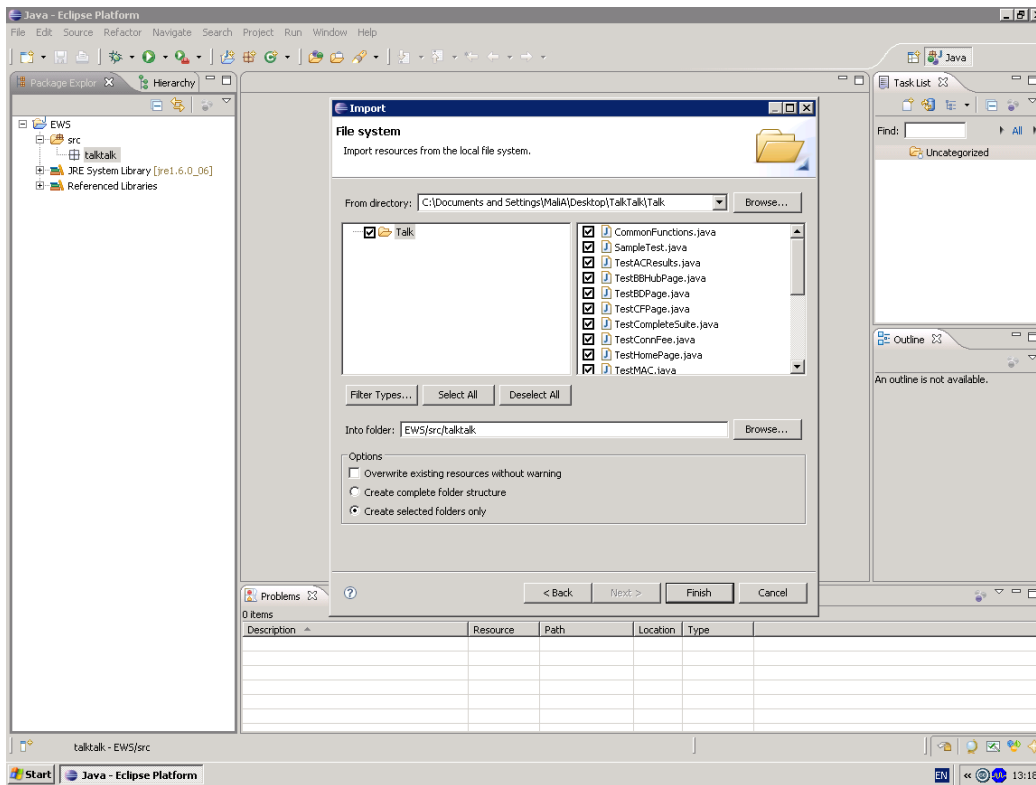 Java - Eclipse Platform
File Edit Source Refactor Navigate Search Project Run Window Help
Java
Package Explor Hierarchy
EWS
src
talktalk
JRE System Library [jre1.6.0_06]
Referenced Libraries
Import
File system
Import resources from the local file system.
From directory: C:\Documents and Settings\MaliA\Desktop\TalkTalk\Talk Browse...
Talk
CommonFunctions.java
SampleTest.java
TestACResults.java
TestBBHubPage.java
TestBDPage.java
TestCFPage.java
TestCompleteSuite.java
TestConnFee.java
TestHomePage.java
TestMAC.java
Filter Types... Select All Deselect All
Into folder: EWS/src/talktalk Browse...
Options
Overwrite existing resources without warning
Create complete folder structure
Create selected folders only
< Back Next > Finish Cancel
Task List
Find: All
Uncategorized
Outline
An outline is not available.
Problems
0 items
Description Resource Path Location Type
talktalk - EWS/src
Start Java - Eclipse Platform EN 13:18